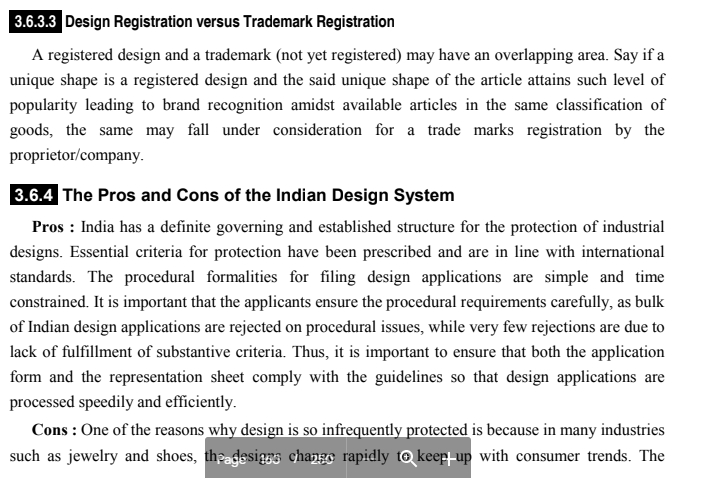 3.6.3.3 Design Registration versus Trademark Registration
A registered design and a trademark (not yet registered) may have an overlapping area. Say if a
unique shape is a registered design and the said unique shape of the article attains such level of
popularity leading to brand recognition amidst available articles in the same classification of
goods, the same may fall under consideration for a trade marks registration by the
proprietor/company.
3.6.4 The Pros and Cons of the Indian Design System
Pros : India has a definite governing and established structure for the protection of industrial
designs. Essential criteria for protection have been prescribed and are in line with international
standards. The procedural formalities for filing design applications are simple and time
constrained. It is important that the applicants ensure the procedural requirements carefully, as bulk
of Indian design applications are rejected on procedural issues, while very few rejections are due to
lack of fulfillment of substantive criteria. Thus, it is important to ensure that both the application
form and the representation sheet comply with the guidelines so that design applications are
processed speedily and efficiently.
Cons : One of the reasons why design is so infrequently protected is because in many industries
such as jewelry and shoes, the designs change rapidly to keep up with consumer trends. The
Page /